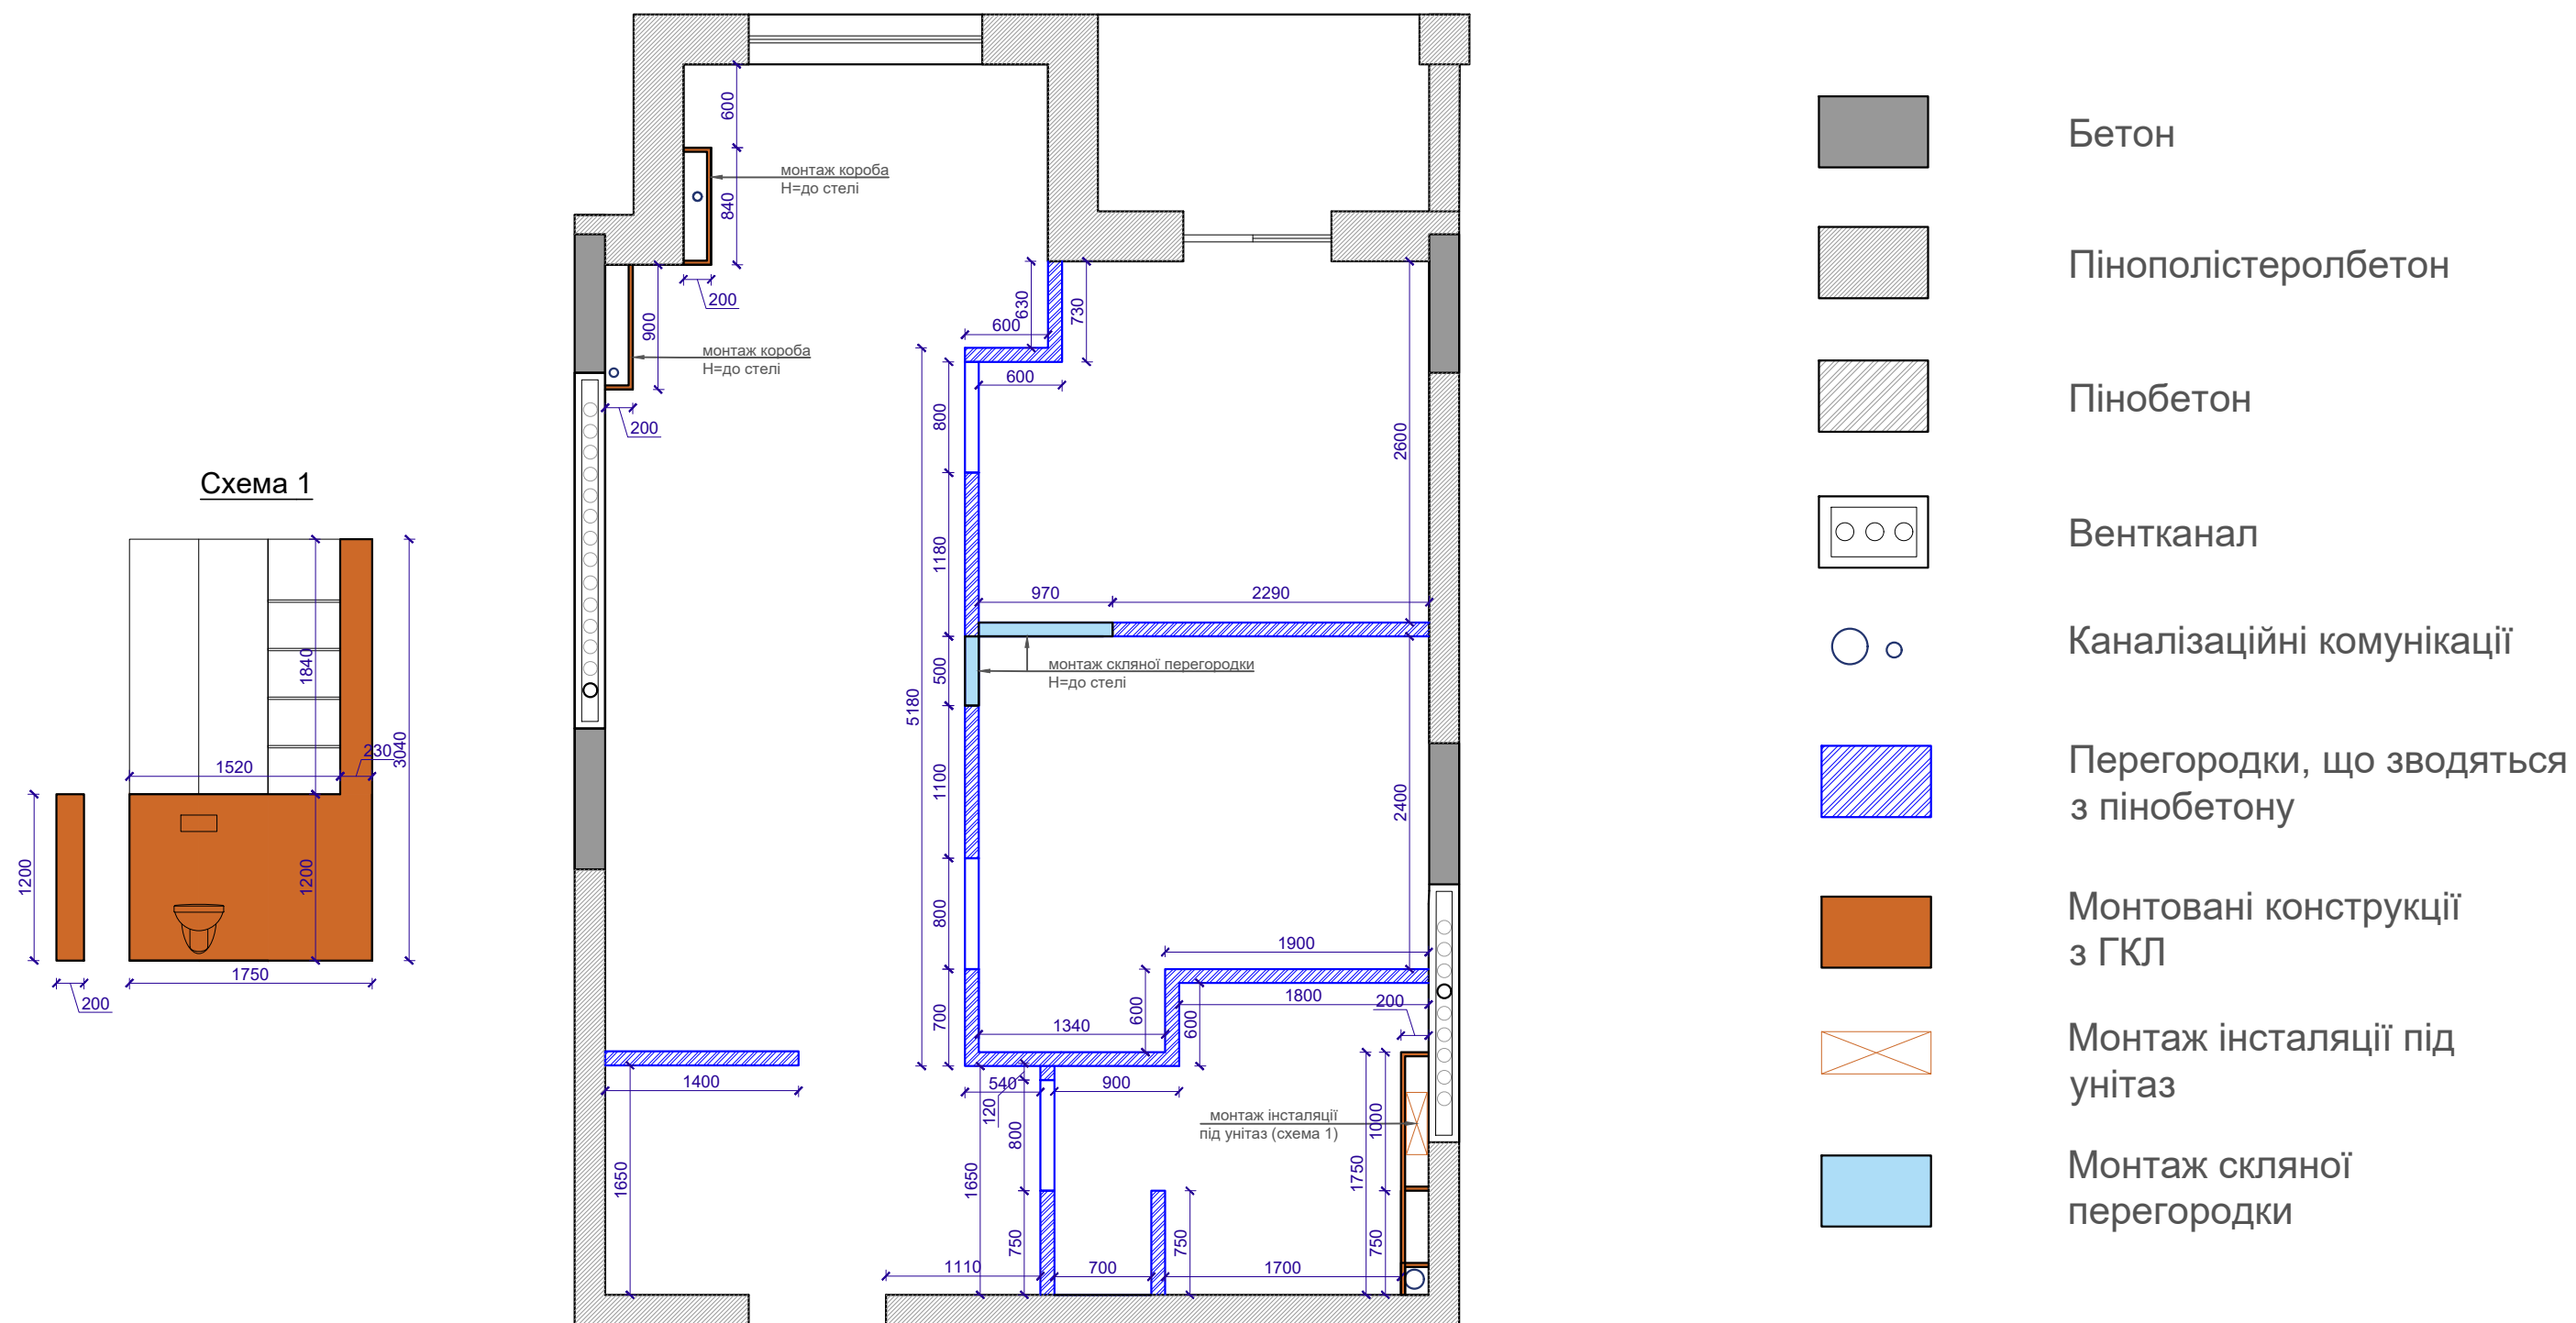 Схема 1
1840
3040
1520
230
1200
1200
1750
200
600
840
монтаж короба
Н=до стелі
200
900
монтаж короба
Н=до стелі
200
630
730
600
600
800
2600
1180
970
2290
500
монтаж скляної перегородки
Н=до стелі
5180
1100
2400
800
1900
700
600
1340
600
1800
200
1400
540
120
900
800
монтаж інсталяції
під унітаз (схема 1)
1000
1650
1650
1750
750
750
750
1110
700
1700
Бетон
Пінополістеролбетон
Пінобетон
Вентканал
Каналізаційні комунікації
Перегородки, що зводяться
з пінобетону
Монтовані конструкції
з ГКЛ
Монтаж інсталяції під
унітаз
Монтаж скляної
перегородки